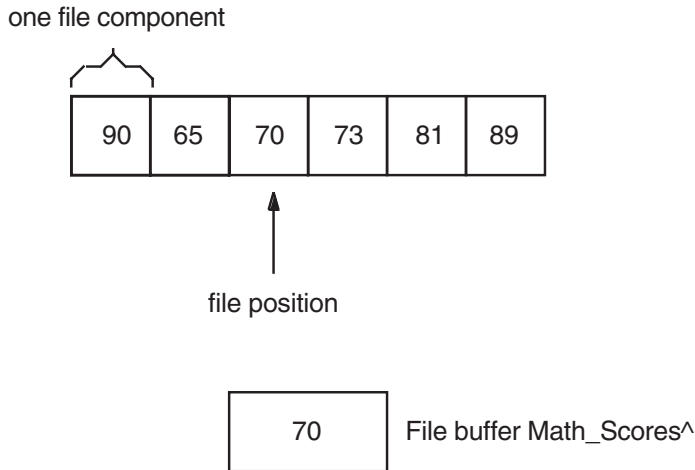 one file component
90 65 70 73 81 89
file position
70 File buffer Math_Scores^